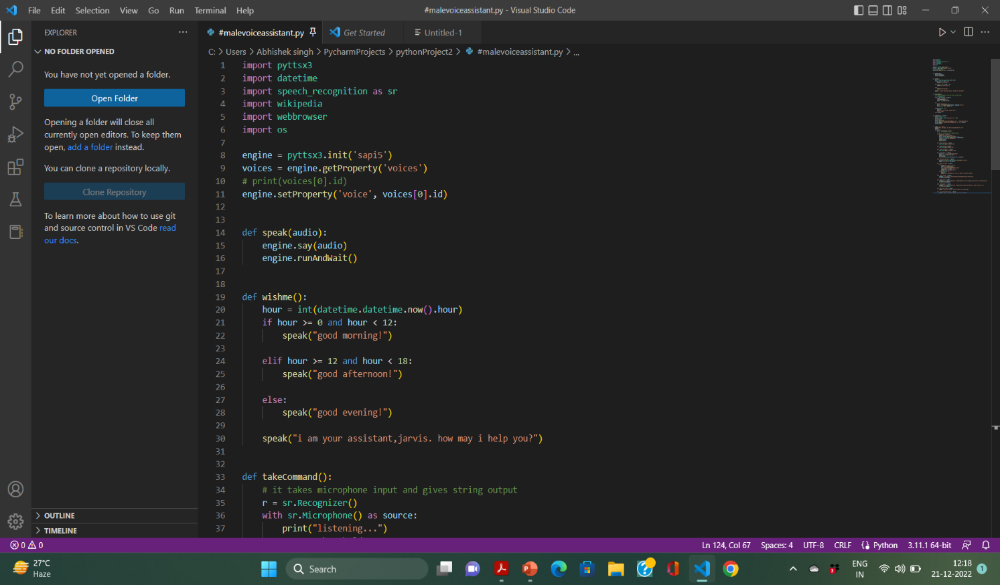 File Edit Selection View Go Run Terminal Help
#malevoiceassistant.py - Visual Studio Code
EXPLORER
NO FOLDER OPENED
You have not yet opened a folder.
Open Folder
Opening a folder will close all
currently open editors. To keep them
open, add a folder instead.
You can clone a repository locally.
Clone Repository
To learn more about how to use git
and source control in VS Code read
our docs.
OUTLINE
TIMELINE
#malevoiceassistant.py Get Started Untitled-1
C: > Users > Abhishek singh > PycharmProjects > pythonProject2 > #malevoiceassistant.py > ...
1 import pyttsx3
2 import datetime
3 import speech_recognition as sr
4 import wikipedia
5 import webbrowser
6 import os
7
8 engine = pyttsx3.init('sapi5')
9 voices = engine.getProperty('voices')
10 # print(voices[0].id)
11 engine.setProperty('voice', voices[0].id)
12
13
14 def speak(audio):
15 engine.say(audio)
16 engine.runAndWait()
17
18
19 def wishme():
20 hour = int(datetime.datetime.now().hour)
21 if hour >= 0 and hour < 12:
22 speak("good morning!")
23
24 elif hour >= 12 and hour < 18:
25 speak("good afternoon!")
26
27 else:
28 speak("good evening!")
29
30 speak("i am your assistant,jarvis. how may i help you?")
31
32
33 def takeCommand():
34 # it takes microphone input and gives string output
35 r = sr.Recognizer()
36 with sr.Microphone() as source:
37 print("listening...")
0 0
Ln 124, Col 67 Spaces: 4 UTF-8 CRLF Python 3.11.1 64-bit
27°C
Haze
Search
ENG
IN
12:18
21-12-2022
1